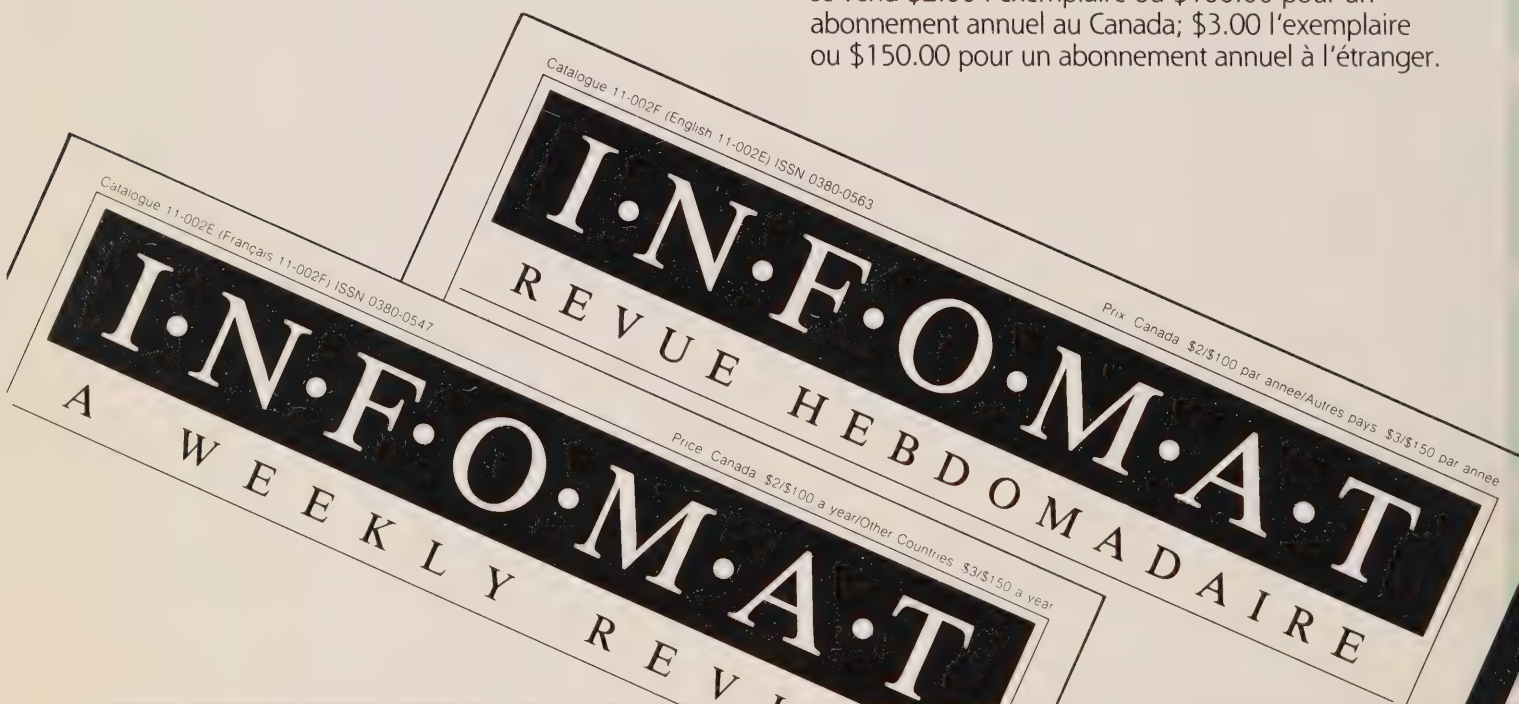 abonnement annuel au Canada; $3.00 l'exemplaire
ou $150.00 pour un abonnement annuel à l'étranger.
Catalogue 11-002F (English 11-002E) ISSN 0380-0563
Prix Canada $2/$100 par annee/Autres pays $3/$150 par annee
I•N•F•O•M•A•T
REVUE HEBDOMADAIRE
Catalogue 11-002E (Français 11-002F) ISSN 0380-0547
Price Canada $2/$100 a year/Other Countries $3/$150 a year
I•N•F•O•M•A•T
A WEEKLY